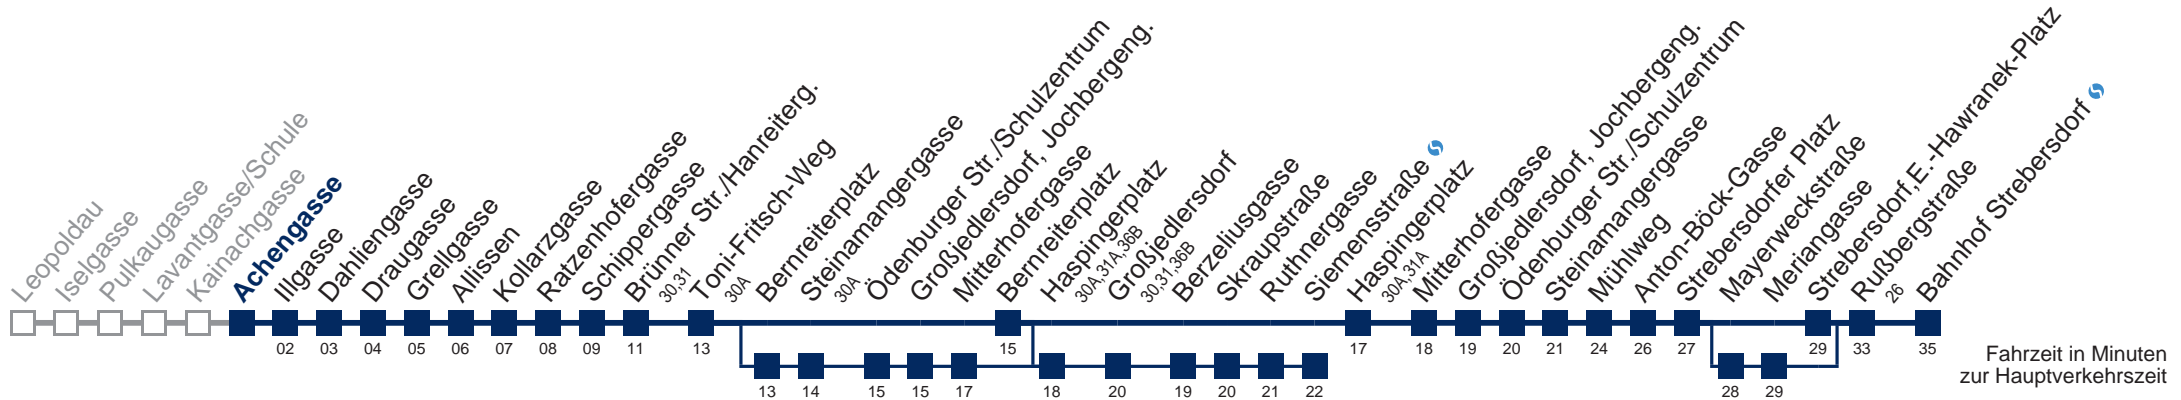 Leopoldau
Iselgasse
Pulkaugasse
Lavantgasse/Schule
Kainachgasse
Achengasse
Illgasse
Dahliengasse
Draugasse
Grellgasse
Allissen
Kollarzgasse
Ratzenhofergasse
Schippergasse
Brünner Str./Hanreiterg.
30,31
Toni-Fritsch-Weg
30A
Bernreiterplatz
Steinamangergasse
30A
Ödenburger Str./Schulzentrum
Großjedlersdorf, Jochbergeng.
Mitterhofergasse
Bernreiterplatz
Haspingerplatz
30A,31A,36B
Großjedlersdorf
30,31,36B
Berzeliusgasse
Skraupstraße
Ruthnergasse
Siemensstraße
Haspingerplatz
30A,31A
Mitterhofergasse
Großjedlersdorf, Jochbergeng.
Ödenburger Str./Schulzentrum
Steinamangergasse
Mühlweg
Anton-Böck-Gasse
Strebersdorfer Platz
Mayerweckstraße
Meriangasse
Strebersdorf,E.-Hawranek-Platz
Rußbergstraße
26
Bahnhof Strebersdorf
02 03 04 05 06 07 08 09 11 13 15 17 18 19 20 21 24 26 27 29 33 35
13 14 15 15 17 18 20 19 20 21 22 28 29
Fahrzeit in Minuten
zur Hauptverkehrszeit